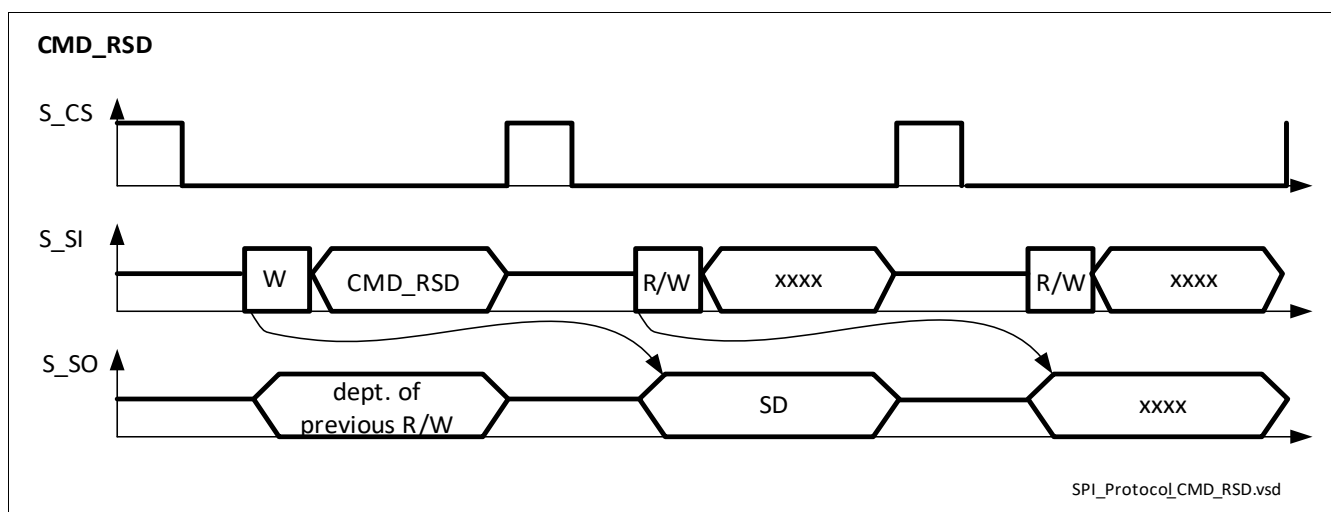 CMD_RSD
S_CS
S_SI
W
CMD_RSD
R/W
xxxx
R/W
xxxx
S_SO
dept. of
previous R/W
SD
xxxx
SPI_Protocol_CMD_RSD.vsd